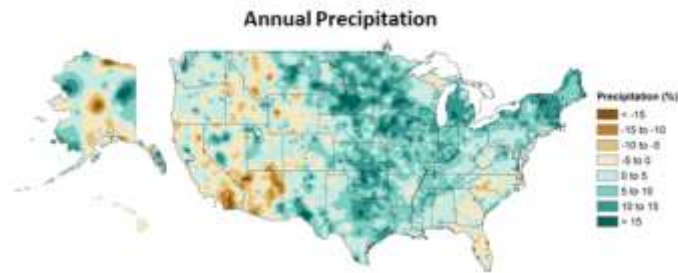 Annual Precipitation
Precipitation (%)
< -15
-15 to -10
-10 to -5
-5 to 0
0 to 5
5 to 10
10 to 15
> 15